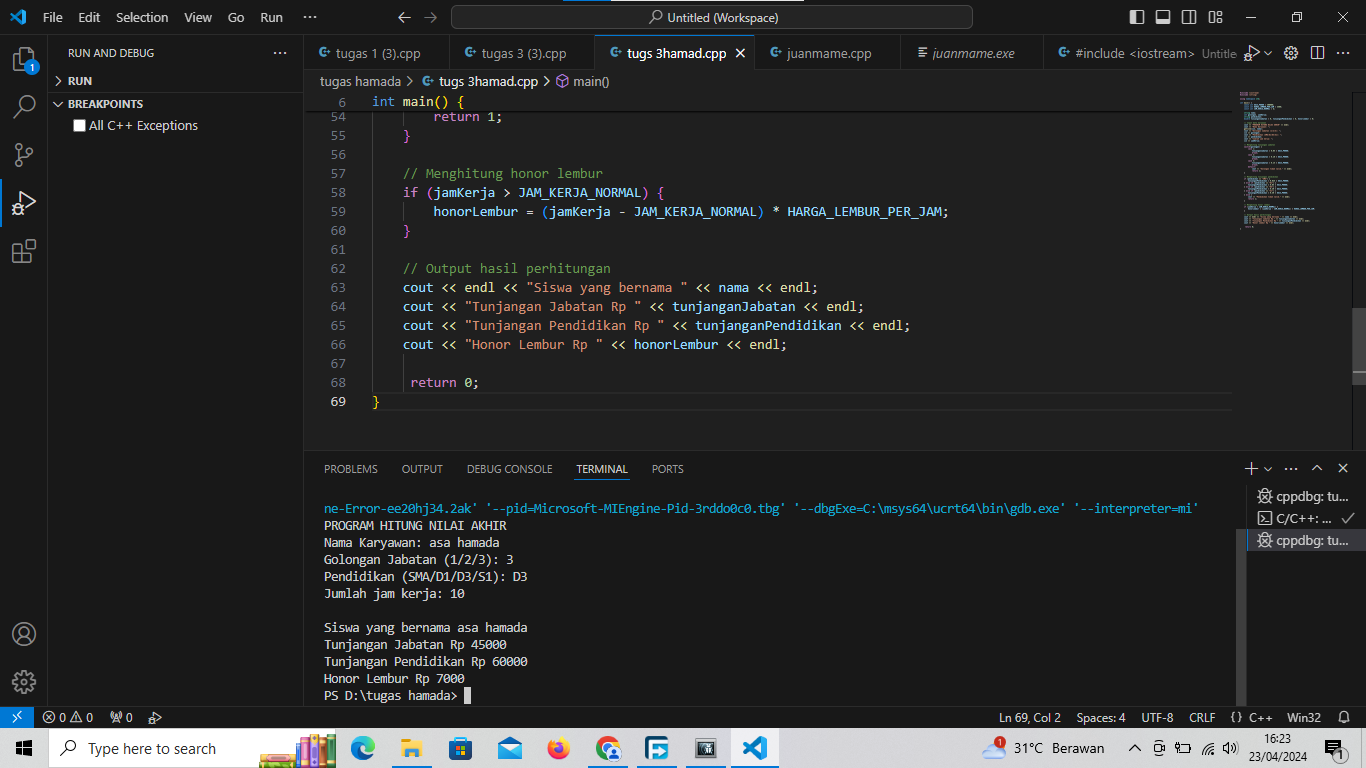 File Edit Selection View Go Run ··· Untitled (Workspace)
RUN AND DEBUG ···
RUN
BREAKPOINTS
All C++ Exceptions
1
tugas 1 (3).cpp tugas 3 (3).cpp tugs 3hamad.cpp juanmame.cpp juanmame.exe #include <iostream> Untitle
tugas hamada > tugs 3hamad.cpp > main()
6 int main() {
54 return 1;
55 }
56
57 // Menghitung honor lembur
58 if (jamKerja > JAM_KERJA_NORMAL) {
59 honorLembur = (jamKerja - JAM_KERJA_NORMAL) * HARGA_LEMBUR_PER_JAM;
60 }
61
62 // Output hasil perhitungan
63 cout << endl << "Siswa yang bernama " << nama << endl;
64 cout << "Tunjangan Jabatan Rp " << tunjanganJabatan << endl;
65 cout << "Tunjangan Pendidikan Rp " << tunjanganPendidikan << endl;
66 cout << "Honor Lembur Rp " << honorLembur << endl;
67
68 return 0;
69 }
PROBLEMS OUTPUT DEBUG CONSOLE TERMINAL PORTS
ne-Error-ee20hj34.2ak' '--pid=Microsoft-MIEngine-Pid-3rddo0c0.tbg' '--dbgExe=C:\msys64\ucrt64\bin\gdb.exe' '--interpreter=mi'
PROGRAM HITUNG NILAI AKHIR
Nama Karyawan: asa hamada
Golongan Jabatan (1/2/3): 3
Pendidikan (SMA/D1/D3/S1): D3
Jumlah jam kerja: 10
Siswa yang bernama asa hamada
Tunjangan Jabatan Rp 45000
Tunjangan Pendidikan Rp 60000
Honor Lembur Rp 7000
PS D:\tugas hamada>
cppdbg: tu...
C/C++: ...
cppdbg: tu...
0 0 0 Ln 69, Col 2 Spaces: 4 UTF-8 CRLF {} C++ Win32
Type here to search 1 31°C Berawan 16:23
23/04/2024 1